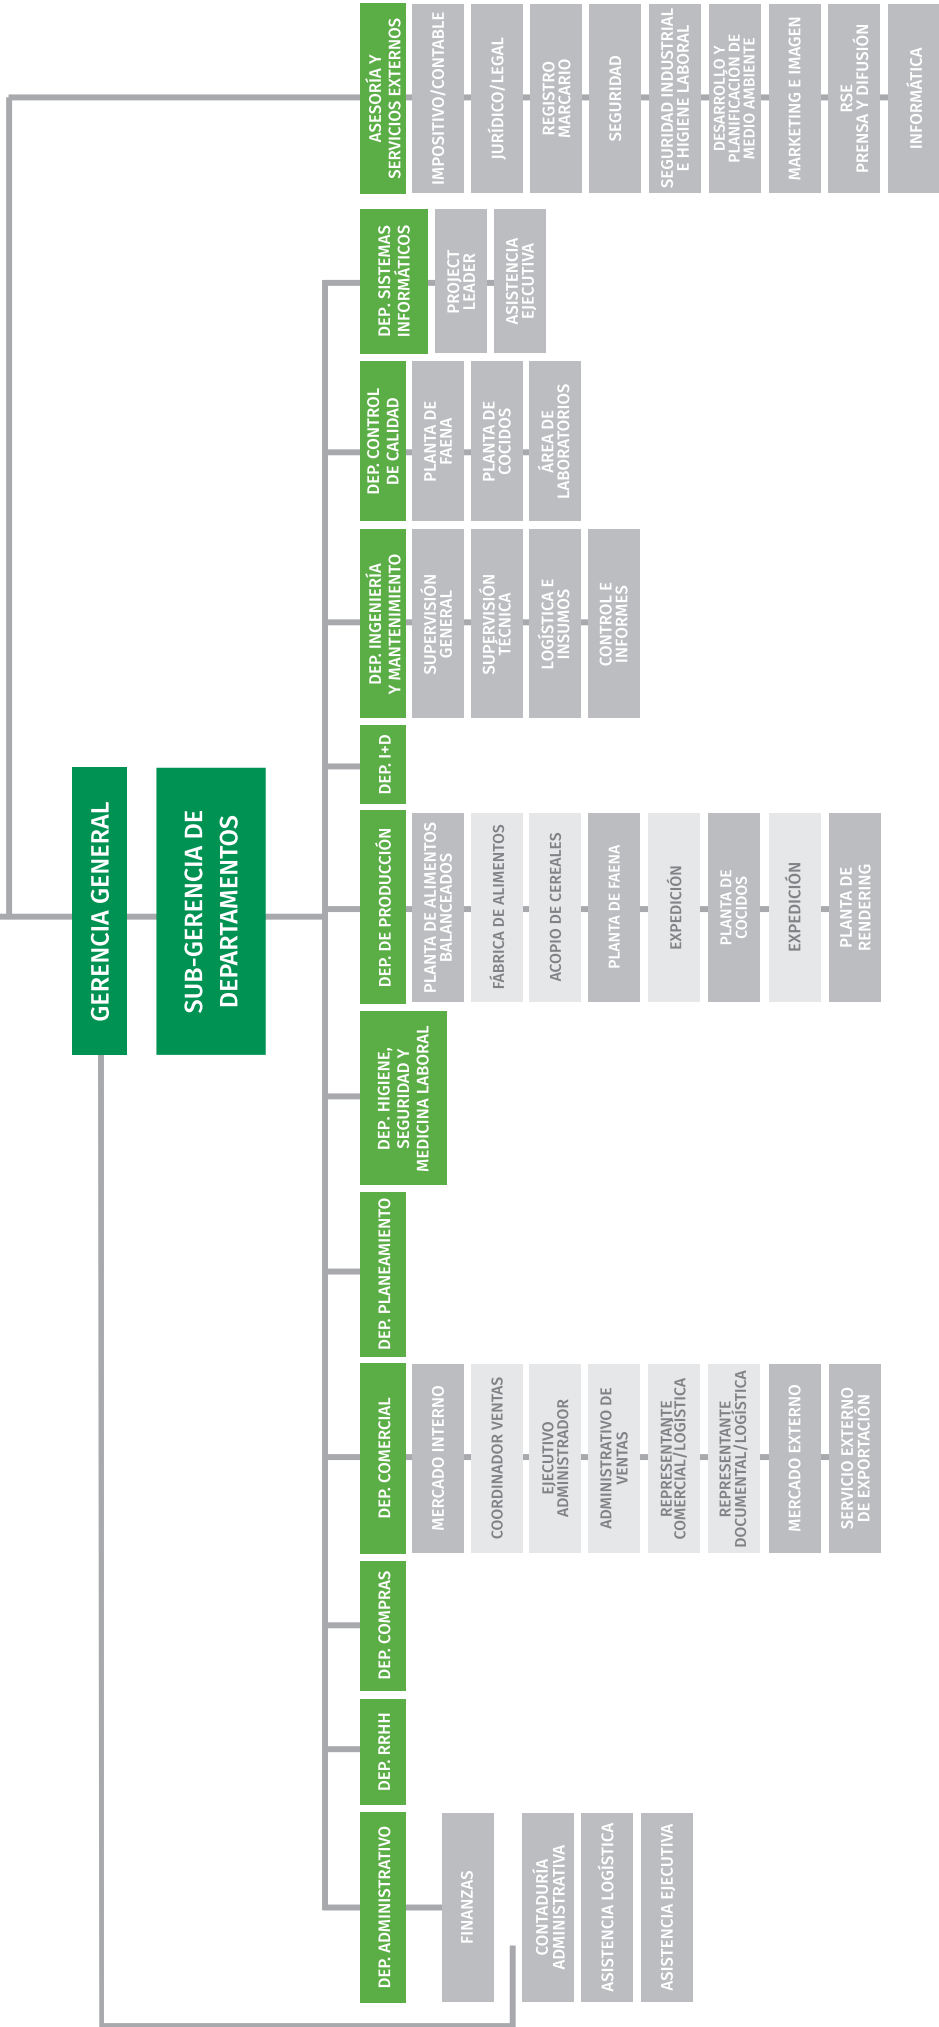 GERENCIA GENERAL
SUB-GERENCIA DE
DEPARTAMENTOS
DEP. ADMINISTRATIVO
FINANZAS
CONTADURÍA
ADMINISTRATIVA
ASISTENCIA LOGÍSTICA
ASISTENCIA EJECUTIVA
DEP. RRHH
DEP. COMPRAS
DEP. COMERCIAL
MERCADO INTERNO
COORDINADOR VENTAS
EJECUTIVO
ADMINISTRADOR
ADMINISTRATIVO DE
VENTAS
REPRESENTANTE
COMERCIAL/LOGÍSTICA
REPRESENTANTE
DOCUMENTAL/LOGÍSTICA
MERCADO EXTERNO
SERVICIO EXTERNO
DE EXPORTACIÓN
DEP. PLANEAMIENTO
DEP. HIGIENE,
SEGURIDAD Y
MEDICINA LABORAL
DEP. DE PRODUCCIÓN
PLANTA DE ALIMENTOS
BALANCEADOS
FÁBRICA DE ALIMENTOS
ACOPIO DE CEREALES
PLANTA DE FAENA
EXPEDICIÓN
PLANTA DE
COCIDOS
EXPEDICIÓN
PLANTA DE
RENDERING
DEP. I+D
DEP. INGENIERÍA
Y MANTENIMIENTO
SUPERVISIÓN
GENERAL
SUPERVISIÓN
TÉCNICA
LOGÍSTICA E
INSUMOS
CONTROL E
INFORMES
DEP. CONTROL
DE CALIDAD
PLANTA DE
FAENA
PLANTA DE
COCIDOS
ÁREA DE
LABORATORIOS
DEP. SISTEMAS
INFORMÁTICOS
PROJECT
LEADER
ASISTENCIA
EJECUTIVA
ASESORÍA Y
SERVICIOS EXTERNOS
IMPOSITIVO/CONTABLE
JURÍDICO/LEGAL
REGISTRO
MARCARIO
SEGURIDAD
SEGURIDAD INDUSTRIAL
E HIGIENE LABORAL
DESARROLLO Y
PLANIFICACIÓN DE
MEDIO AMBIENTE
MARKETING E IMAGEN
RSE
PRENSA Y DIFUSIÓN
INFORMÁTICA